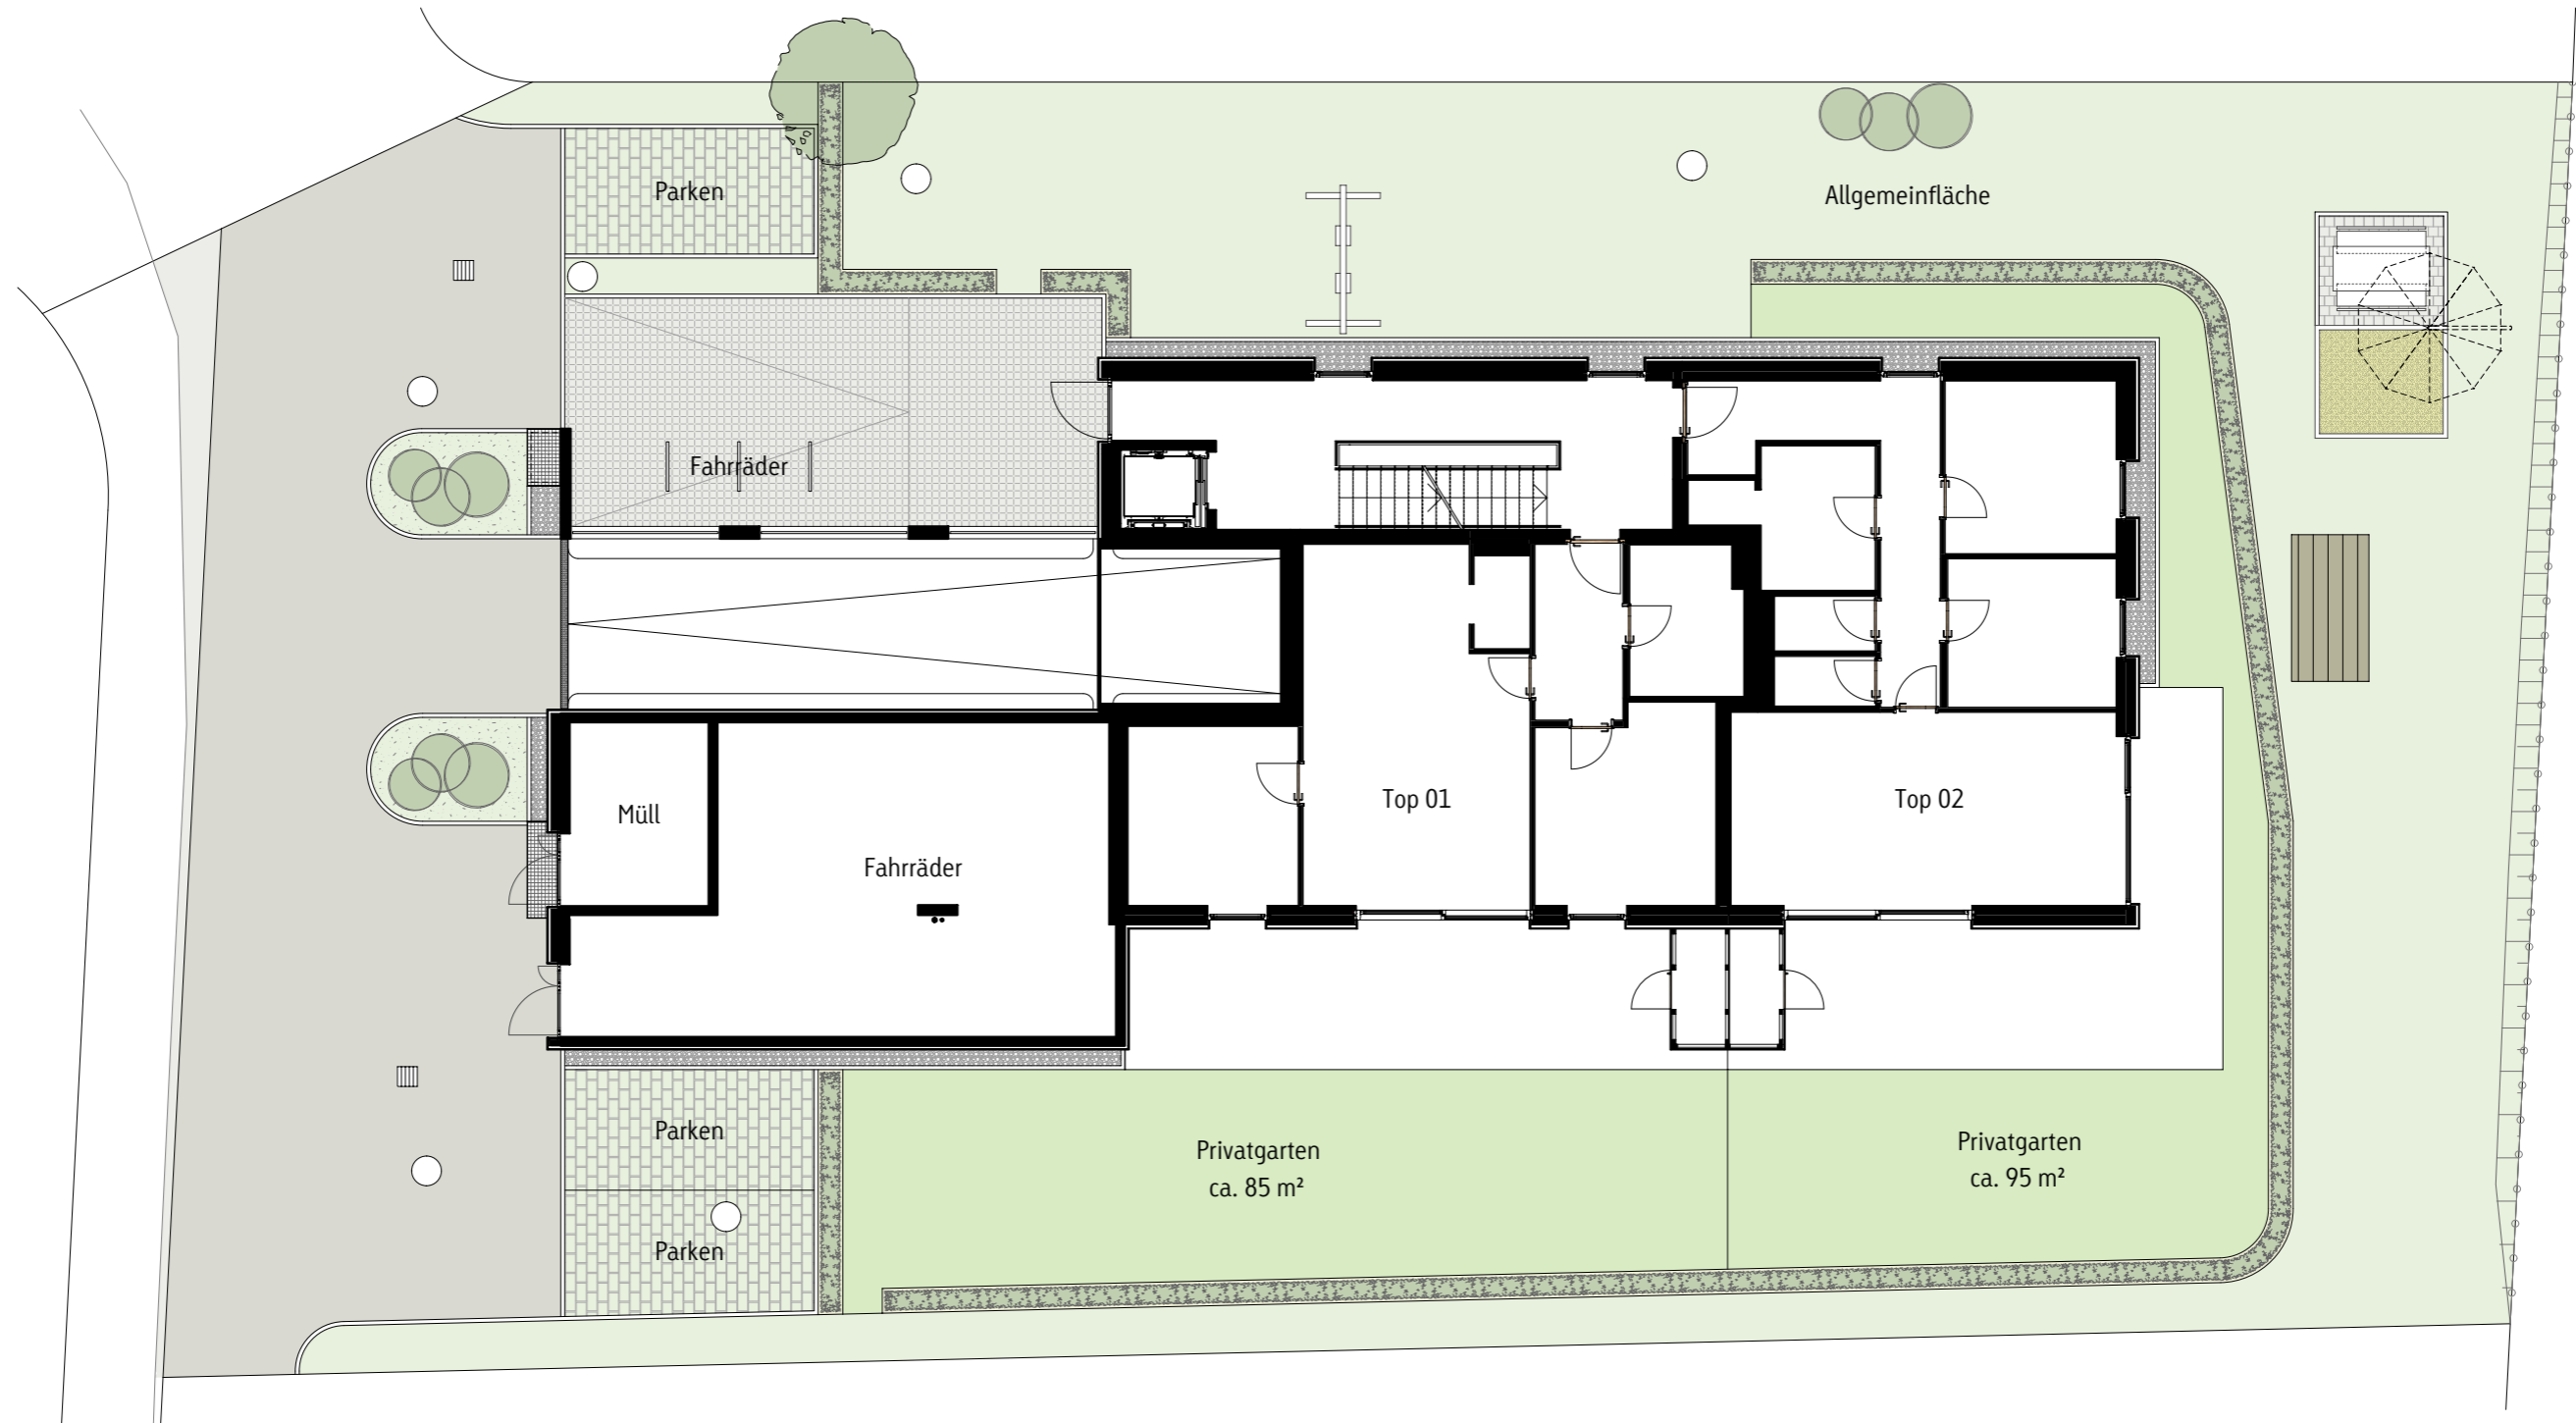 Parken
Allgemeinfläche
Fahrräder
Top 01
Top 02
Müll
Fahrräder
Parken
Privatgarten
ca. 85 m²
Privatgarten
ca. 95 m²
Parken